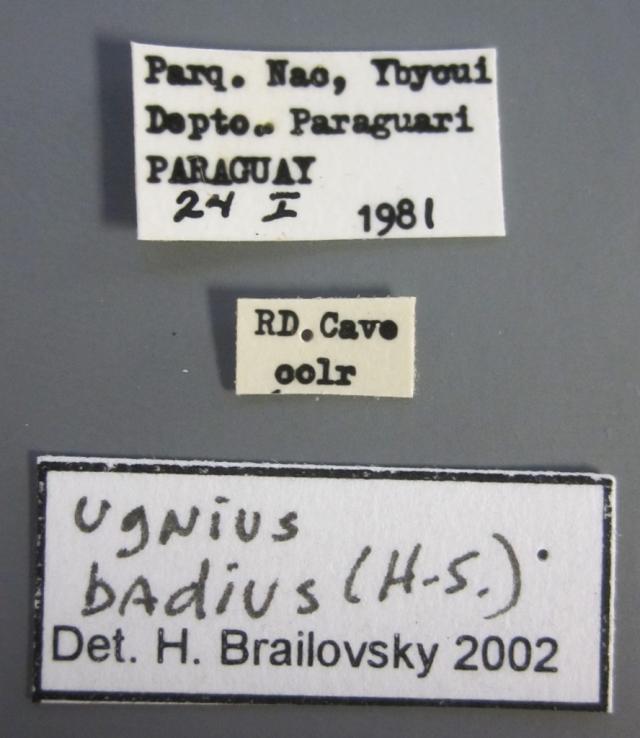 Parq. Nac, Ybycui
Depto. Paraguari
PARAGUAY
24 I 1981
RD. Cave
colr
Ugnius
badius (H-S.)
Det. H. Brailovsky 2002